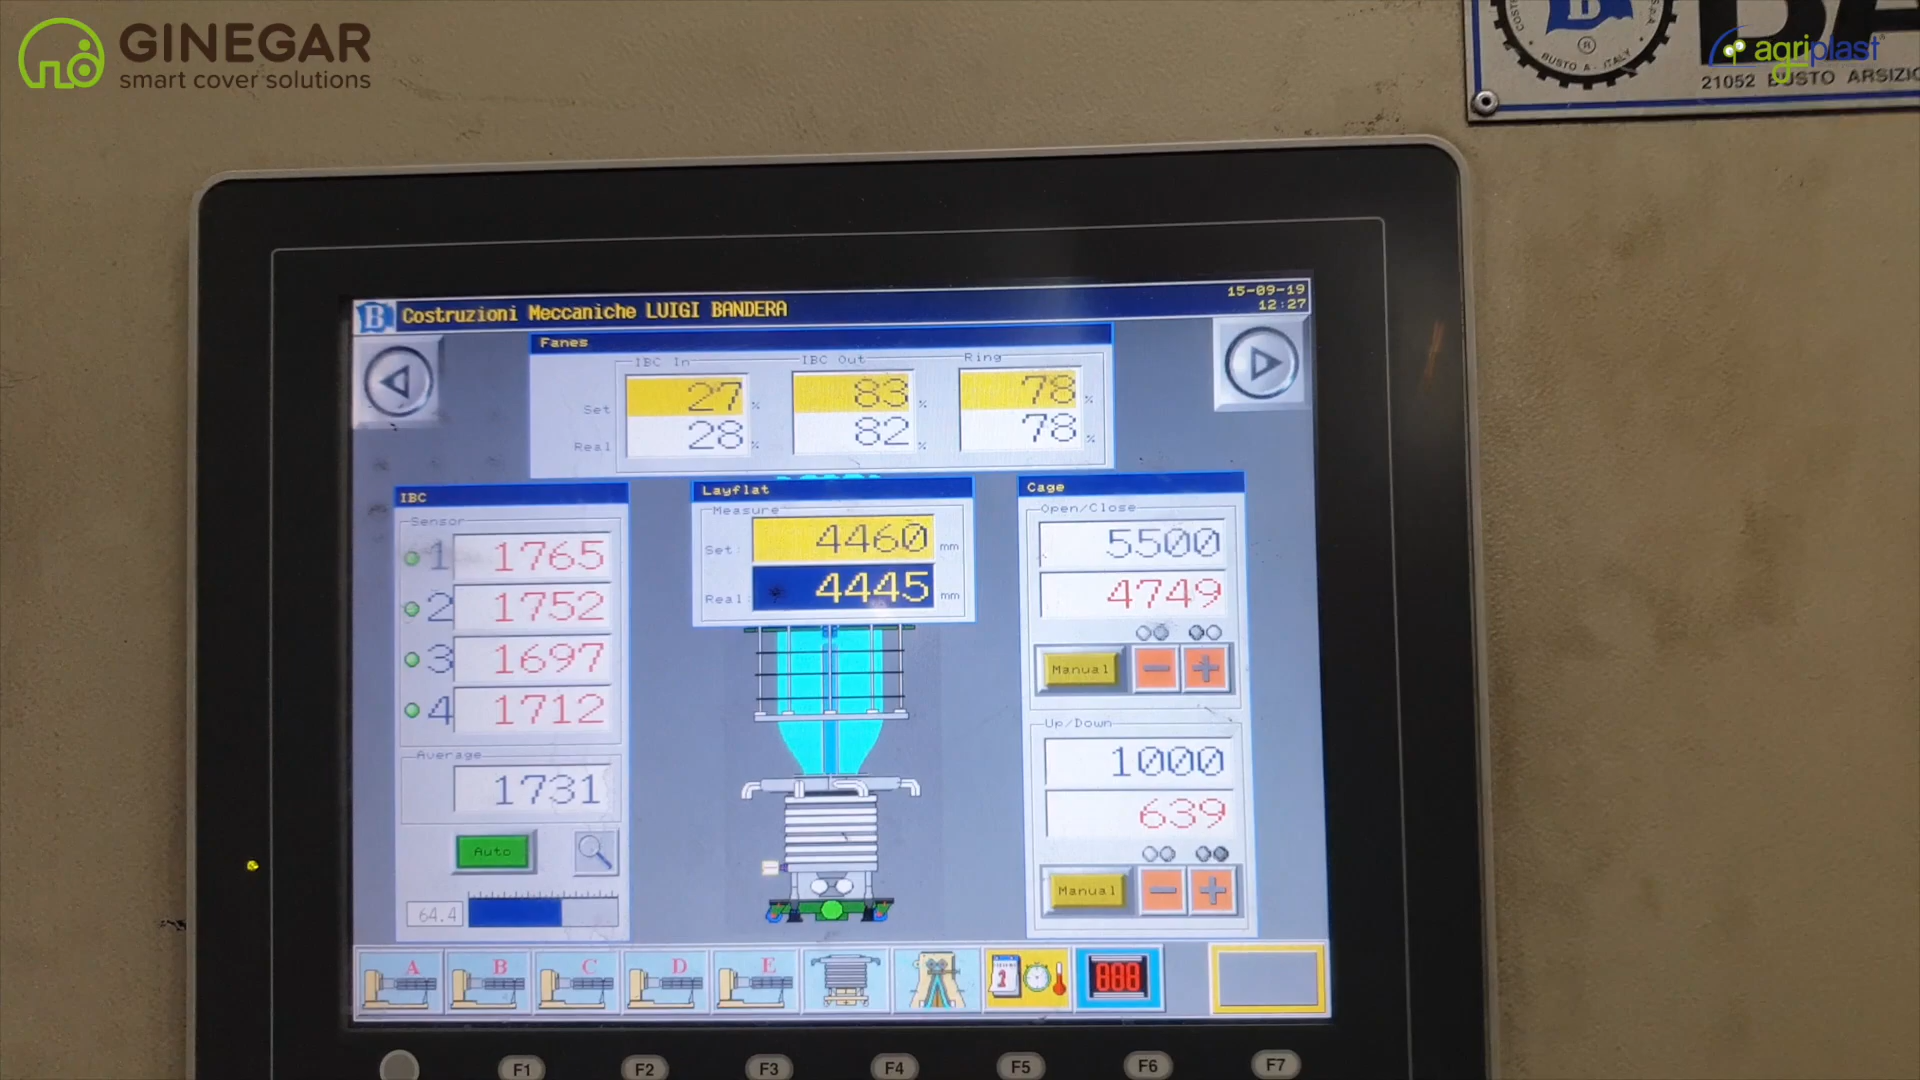 GINEGAR
smart cover solutions
BUSTO A - ITALY
agriplast
21052 BUSTO ARSIZIO
B Costruzioni Meccaniche LUIGI BANDERA
15-09-19
12:27
Fanes
IBC In
IBC Out
Ring
Set
27 %
83 %
78 %
Real
28 %
82 %
78 %
IBC
Sensor
1 1765
2 1752
3 1697
4 1712
Average
1731
Auto
64.4
Layflat
Measure
Set: 4460 mm
Real: 4445 mm
Cage
Open/Close
5500
4749
Manual - +
Up/Down
1000
639
Manual - +
A
B
C
D
E
888
F1
F2
F3
F4
F5
F6
F7